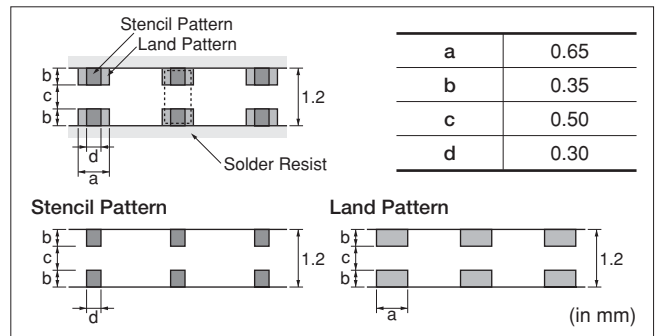 Stencil Pattern
Land Pattern
b
c
b
1.2
d
a
Solder Resist
a 0.65
b 0.35
c 0.50
d 0.30
Stencil Pattern
b
c
b
1.2
d
Land Pattern
b
c
b
1.2
a
(in mm)